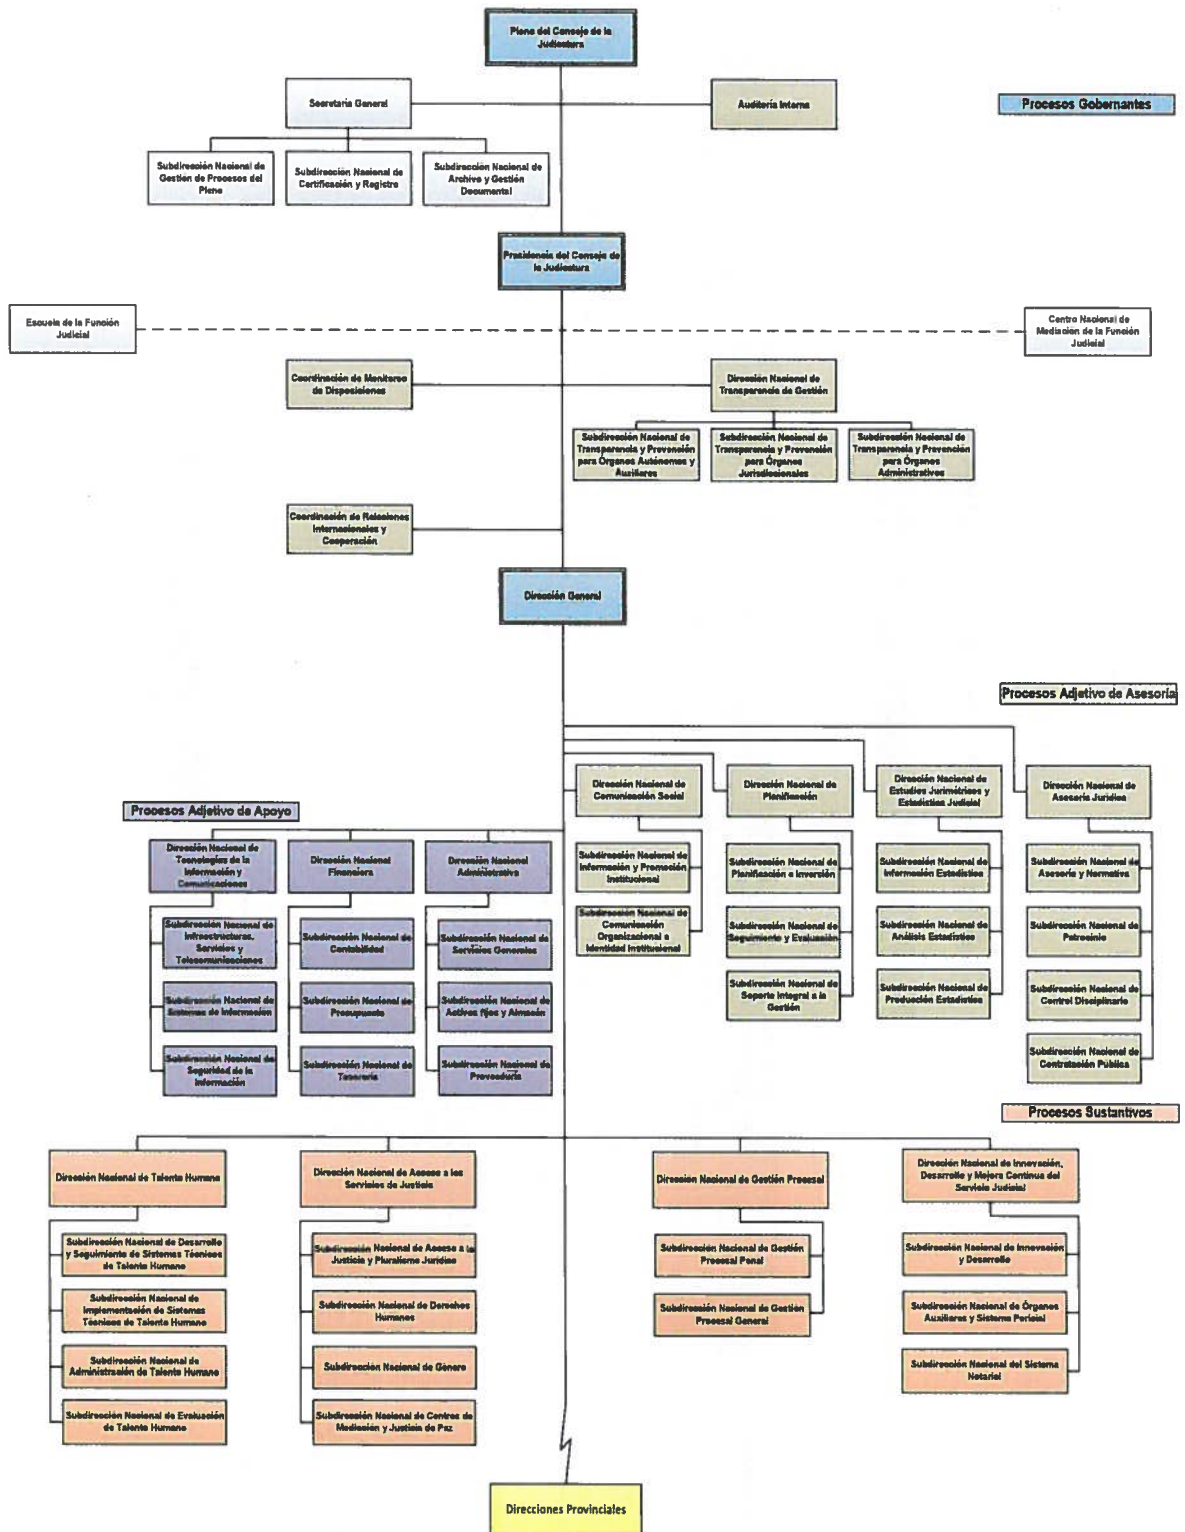 Pleno del Consejo de la
Judicatura
Secretaría General
Auditoría Interna
Procesos Gobernantes
Subdirección Nacional de
Gestión de Procesos del
Pleno
Subdirección Nacional de
Certificación y Registro
Subdirección Nacional de
Archivo y Gestión
Documental
Presidencia del Consejo de
la Judicatura
Escuela de la Función
Judicial
Centro Nacional de
Mediación de la Función
Judicial
Coordinación de Monitoreo
de Disposiciones
Dirección Nacional de
Transparencia de Gestión
Subdirección Nacional de
Transparencia y Prevención
para Órganos Autónomos y
Auxiliares
Subdirección Nacional de
Transparencia y Prevención
para Órganos
Jurisdiccionales
Subdirección Nacional de
Transparencia y Prevención
para Órganos
Administrativos
Coordinación de Relaciones
Internacionales y
Cooperación
Dirección General
Procesos Adjetivo de Asesoría
Dirección Nacional de
Comunicación Social
Dirección Nacional de
Planificación
Dirección Nacional de
Estudios Jurimétricos y
Estadística Judicial
Dirección Nacional de
Asesoría Jurídica
Subdirección Nacional de
Información y Promoción
Institucional
Subdirección Nacional de
Planificación e Inversión
Subdirección Nacional de
Información Estadística
Subdirección Nacional de
Asesoría y Normativa
Subdirección Nacional de
Comunicación
Organizacional e
Identidad Institucional
Subdirección Nacional de
Seguimiento y Evaluación
Subdirección Nacional de
Análisis Estadístico
Subdirección Nacional de
Patrocinio
Subdirección Nacional de
Soporte Integral a la
Gestión
Subdirección Nacional de
Producción Estadística
Subdirección Nacional de
Control Disciplinario
Subdirección Nacional de
Contratación Pública
Procesos Adjetivo de Apoyo
Dirección Nacional de
Tecnologías de la
Información y
Comunicaciones
Dirección Nacional
Financiera
Dirección Nacional
Administrativa
Subdirección Nacional de
Infraestructuras,
Servicios y
Telecomunicaciones
Subdirección Nacional de
Contabilidad
Subdirección Nacional de
Servicios Generales
Subdirección Nacional de
Sistemas de Información
Subdirección Nacional de
Presupuesto
Subdirección Nacional de
Activos fijos y Almacén
Subdirección Nacional de
Seguridad de la
Información
Subdirección Nacional de
Tesorería
Subdirección Nacional de
Proveeduría
Procesos Sustantivos
Dirección Nacional de Talento Humano
Dirección Nacional de Acceso a los
Servicios de Justicia
Dirección Nacional de Gestión Procesal
Dirección Nacional de Innovación,
Desarrollo y Mejora Continua del
Servicio Judicial
Subdirección Nacional de Desarrollo
y Seguimiento de Sistemas Técnicos
de Talento Humano
Subdirección Nacional de Acceso a la
Justicia y Pluralismo Jurídico
Subdirección Nacional de Gestión
Procesal Penal
Subdirección Nacional de Innovación
y Desarrollo
Subdirección Nacional de
Implementación de Sistemas
Técnicos de Talento Humano
Subdirección Nacional de Derechos
Humanos
Subdirección Nacional de Gestión
Procesal General
Subdirección Nacional de Órganos
Auxiliares y Sistema Pericial
Subdirección Nacional de
Administración de Talento Humano
Subdirección Nacional de Género
Subdirección Nacional del Sistema
Notarial
Subdirección Nacional de Evaluación
de Talento Humano
Subdirección Nacional de Centros de
Mediación y Justicia de Paz
Direcciones Provinciales